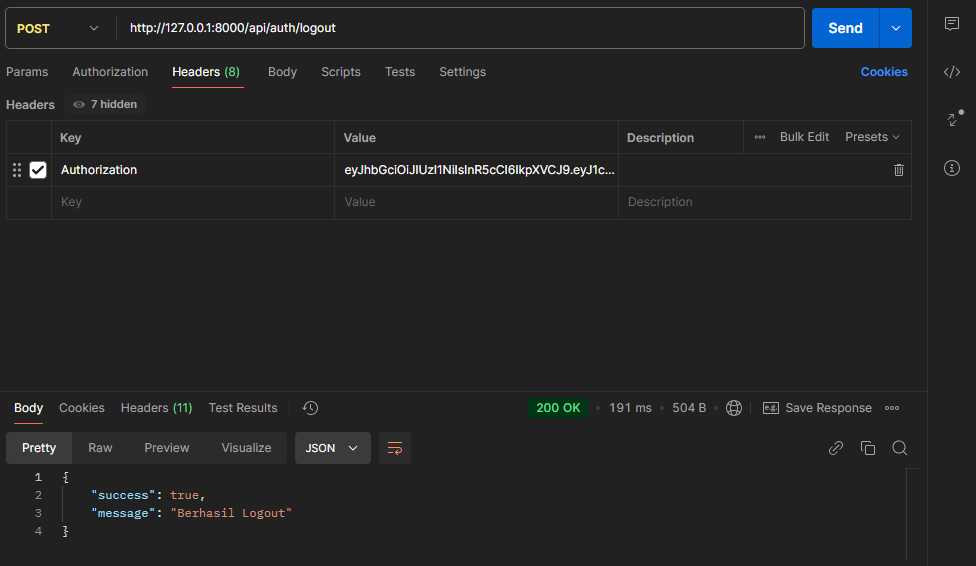 POST http://127.0.0.1:8000/api/auth/logout Send
Params Authorization Headers (8) Body Scripts Tests Settings Cookies
Headers 7 hidden
Key Value Description Bulk Edit Presets
Authorization eyJhbGciOiJIUzI1NiIsInR5cCI6IkpXVCJ9.eyJ1c...
Key Value Description
Body Cookies Headers (11) Test Results 200 OK 191 ms 504 B e.g. Save Response
Pretty Raw Preview Visualize JSON
1 {
2 "success": true,
3 "message": "Berhasil Logout"
4 }